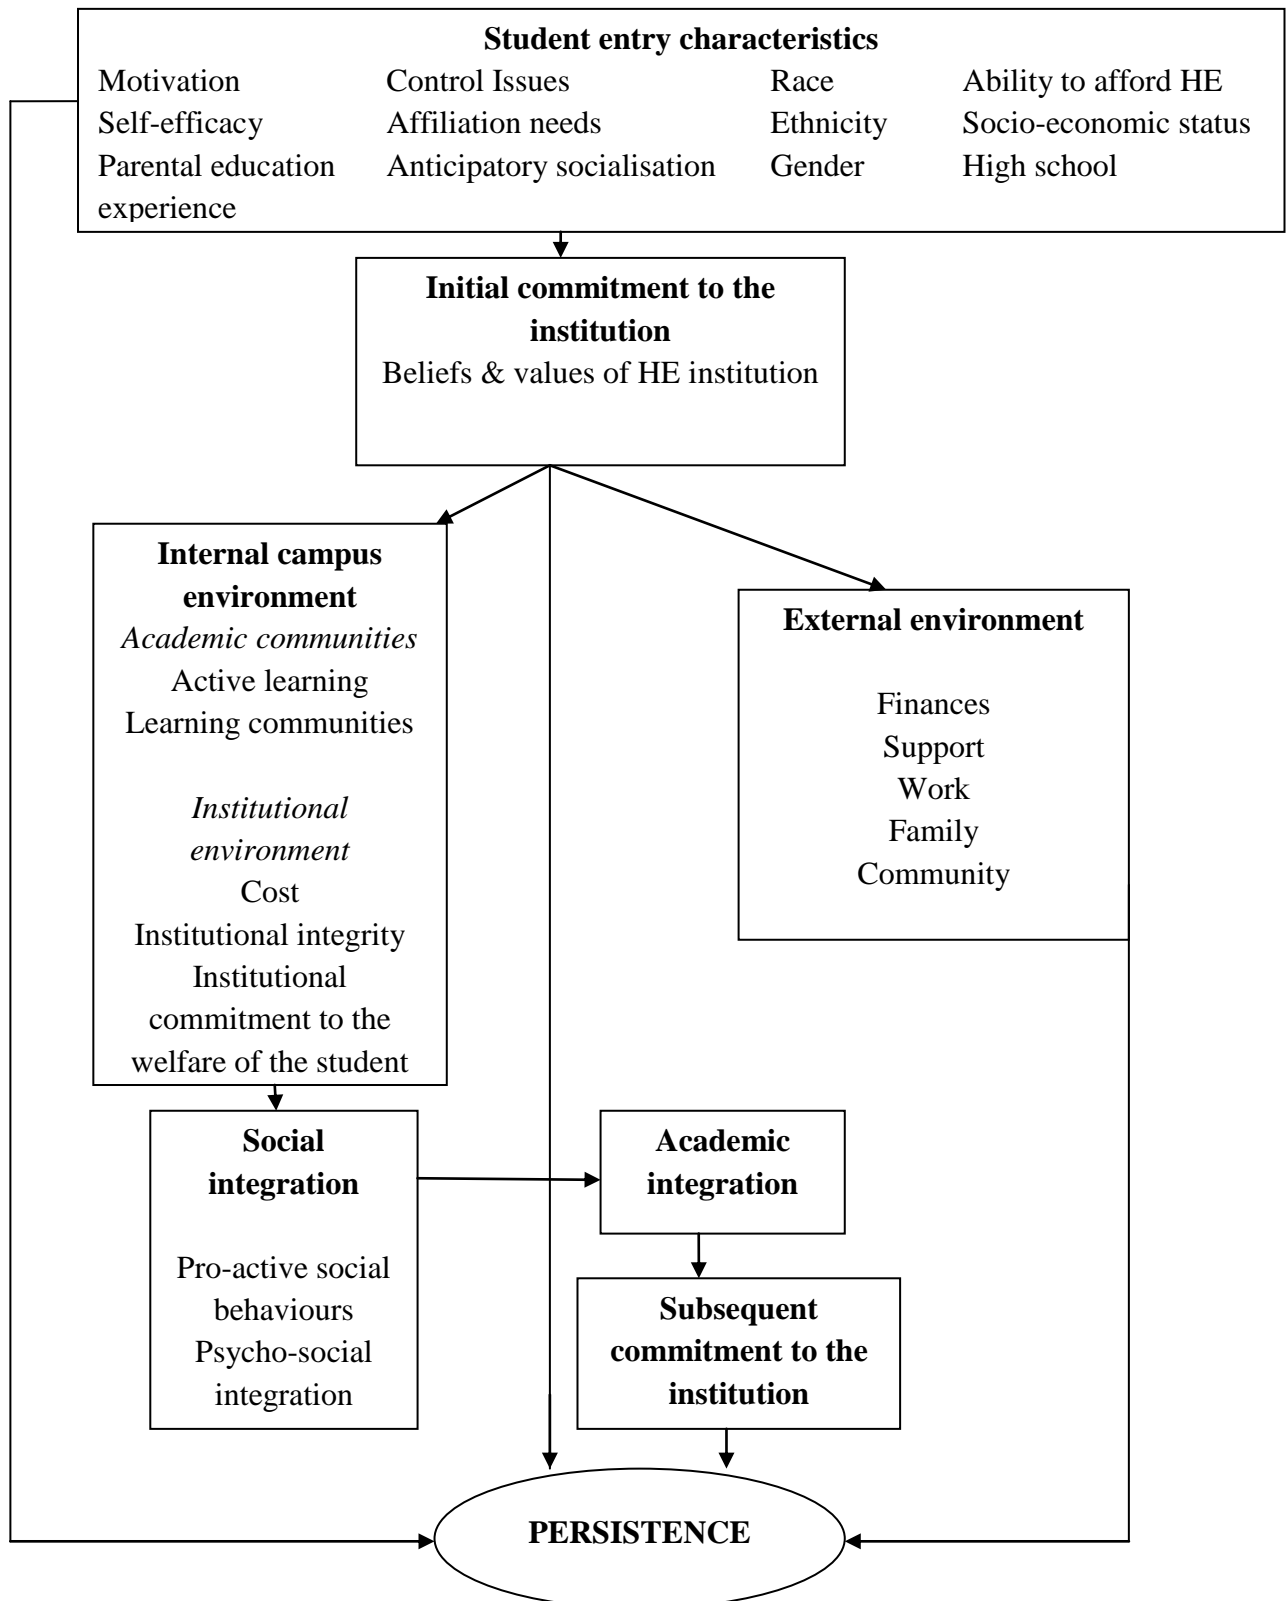 Student entry characteristics
Motivation Control Issues Race Ability to afford HE
Self-efficacy Affiliation needs Ethnicity Socio-economic status
Parental education Anticipatory socialisation Gender High school
experience
Initial commitment to the
institution
Beliefs & values of HE institution
Internal campus
environment
Academic communities
Active learning
Learning communities
Institutional
environment
Cost
Institutional integrity
Institutional
commitment to the
welfare of the student
External environment
Finances
Support
Work
Family
Community
Social
integration
Pro-active social
behaviours
Psycho-social
integration
Academic
integration
Subsequent
commitment to the
institution
PERSISTENCE